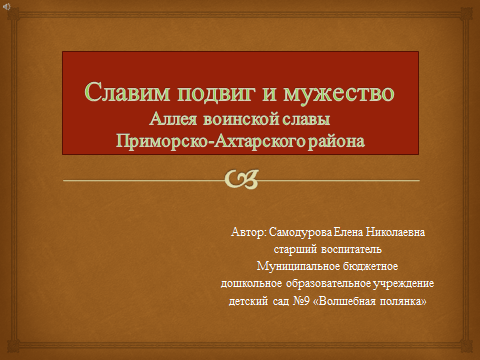 Славим подвиг и мужество
Аллея воинской славы
Приморско-Ахтарского района
Автор: Самодурова Елена Николаевна
старший воспитатель
Муниципальное бюджетное
дошкольное образовательное учреждение
детский сад №9 «Волшебная полянка»